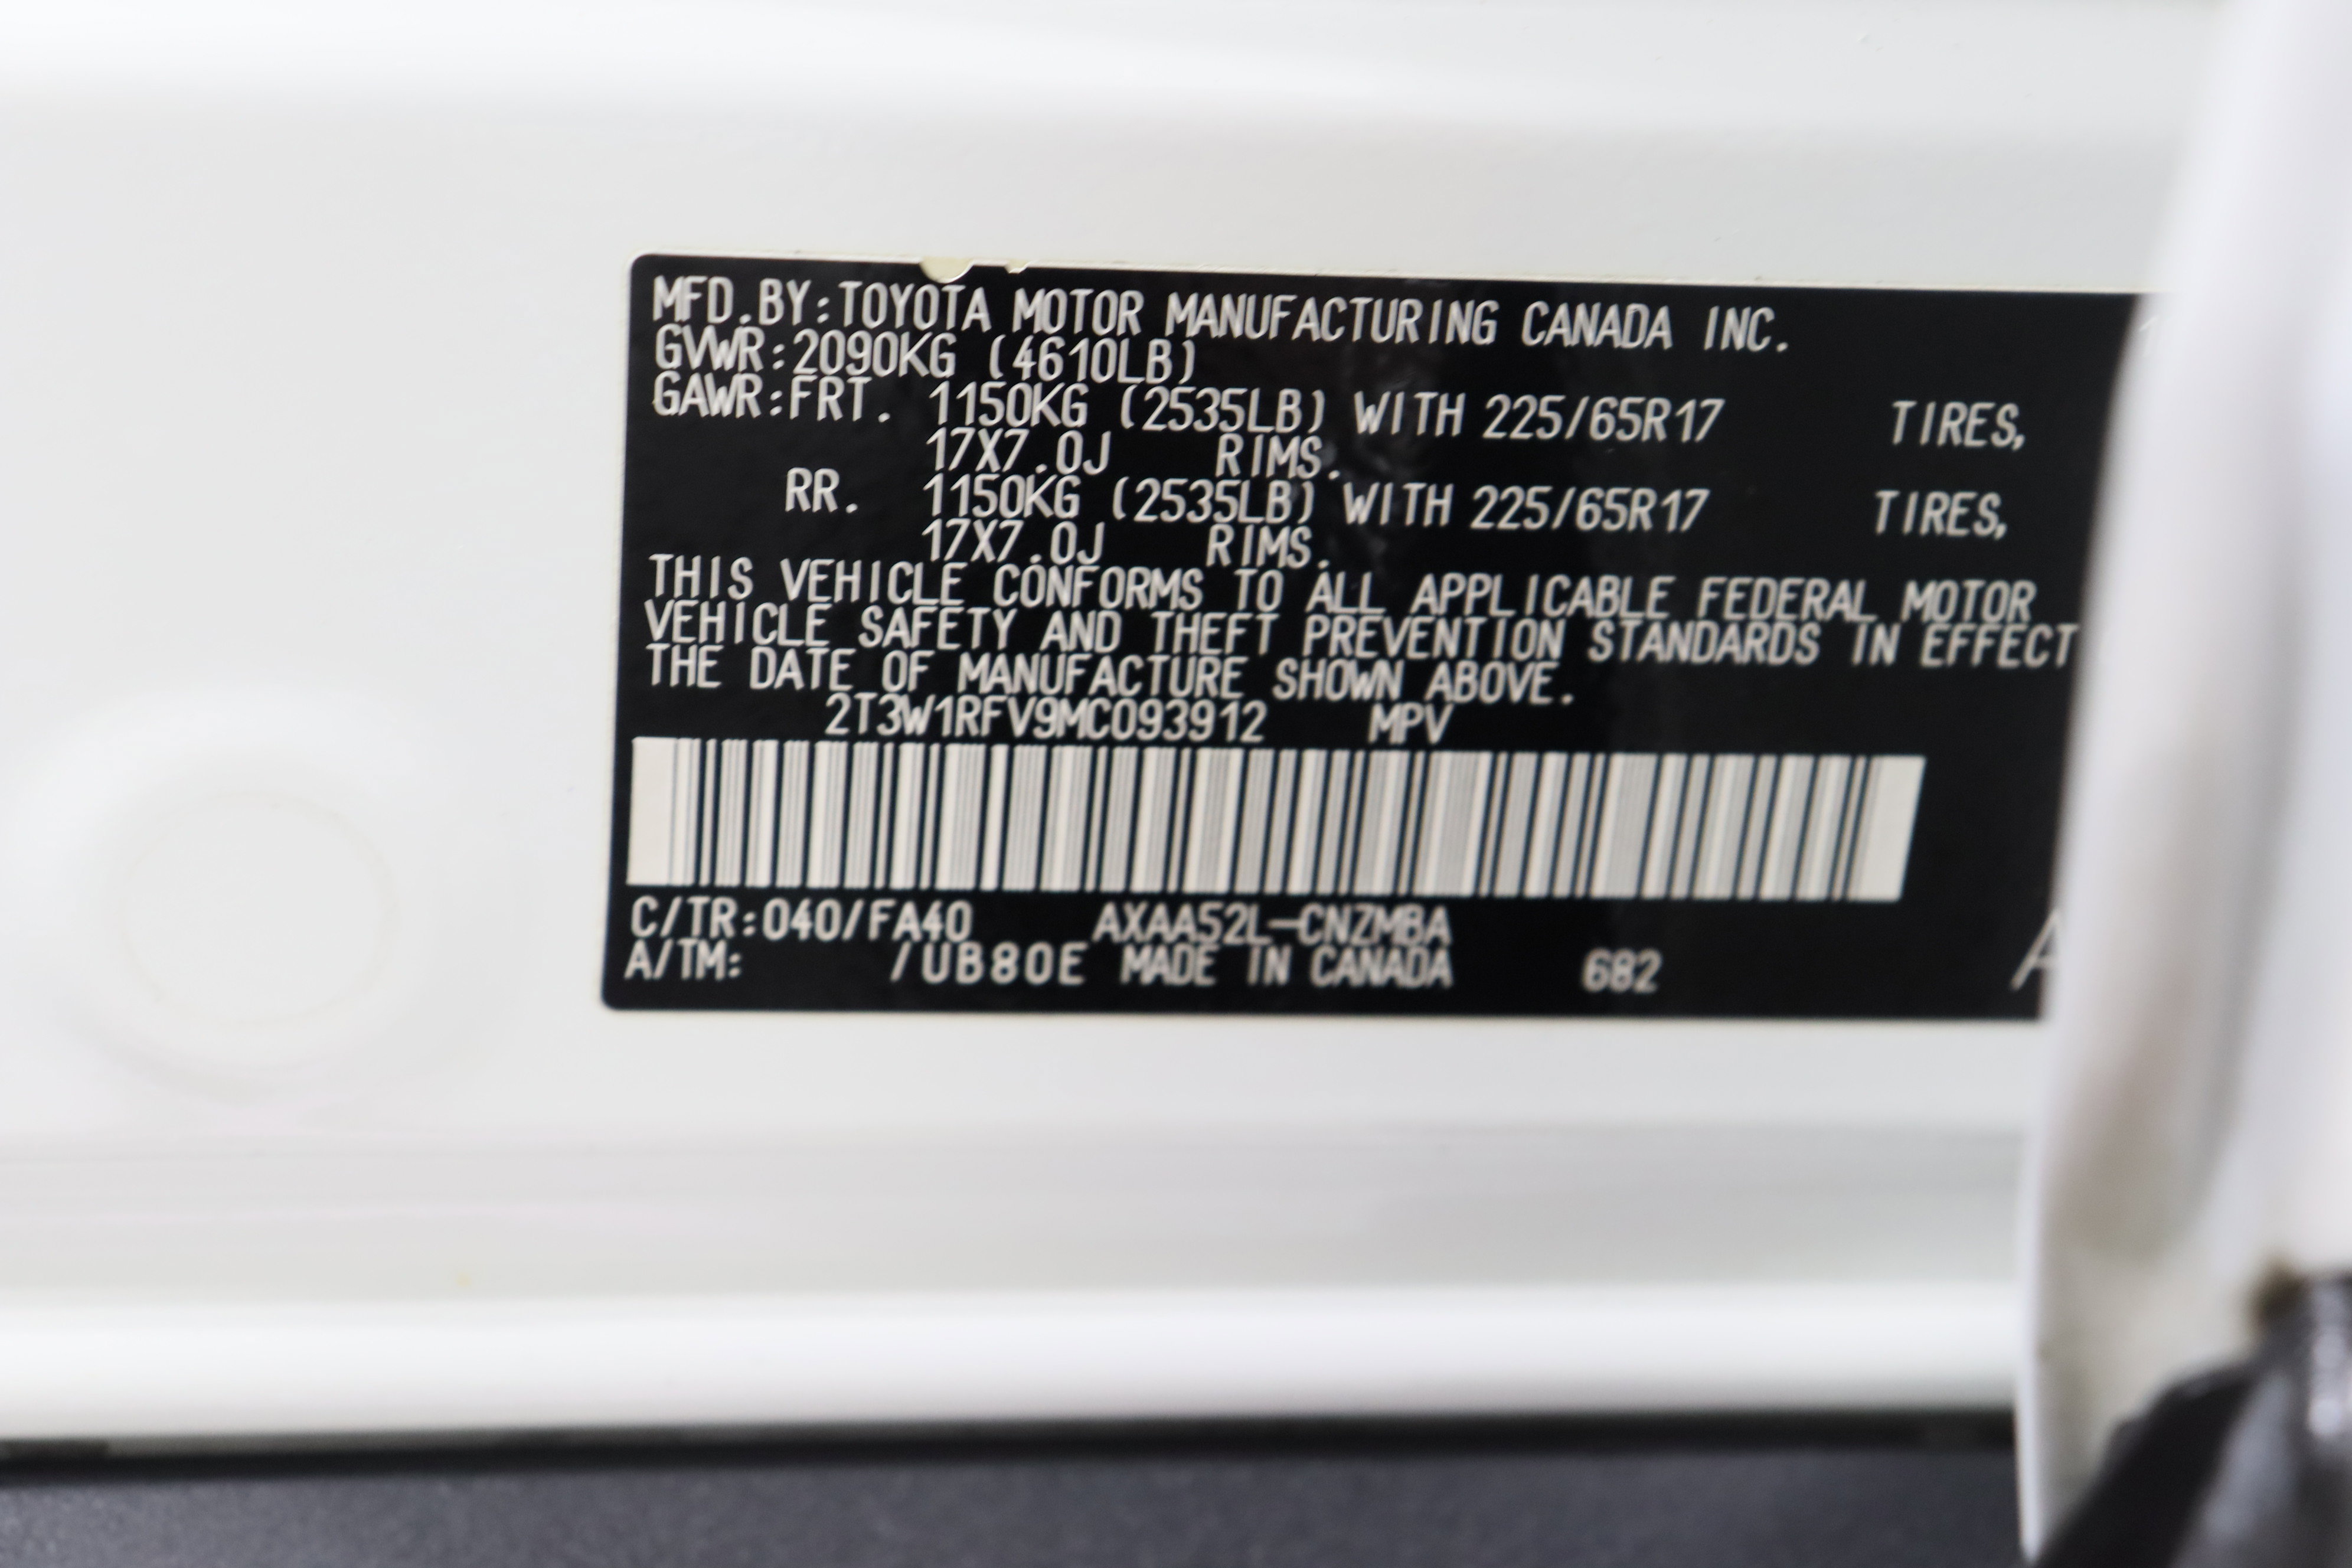 MFD.BY:TOYOTA MOTOR MANUFACTURING CANADA INC.
GVWR:2090KG (4610LB)
GAWR:FRT. 1150KG (2535LB) WITH 225/65R17 TIRES,
17X7.0J RIMS.
RR. 1150KG (2535LB) WITH 225/65R17 TIRES,
17X7.0J RIMS.
THIS VEHICLE CONFORMS TO ALL APPLICABLE FEDERAL MOTOR
VEHICLE SAFETY AND THEFT PREVENTION STANDARDS IN EFFECT
THE DATE OF MANUFACTURE SHOWN ABOVE.
2T3W1RFV9MC093912 MPV
C/TR:040/FA40 AXAA52L-CNZMBA
A/TM: /UB80E MADE IN CANADA 682